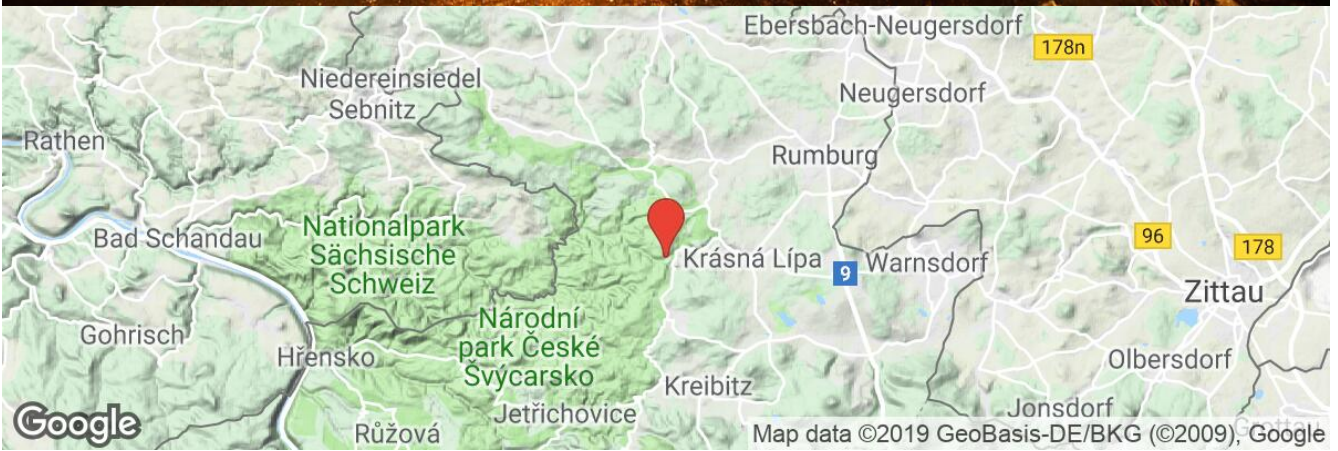 Ebersbach-Neugersdorf
178n
Niedereinsiedel
Sebnitz
Neugersdorf
Rathen
Rumburg
Nationalpark
Sächsische
Schweiz
Bad Schandau
96
178
Krásná Lípa
9
Warnsdorf
Zittau
Národní
park České
Švýcarsko
Gohrisch
Hřensko
Olbersdorf
Kreibitz
Jetřichovice
Jonsdorf
Růžová
Grottau
Google
Map data ©2019 GeoBasis-DE/BKG (©2009), Google